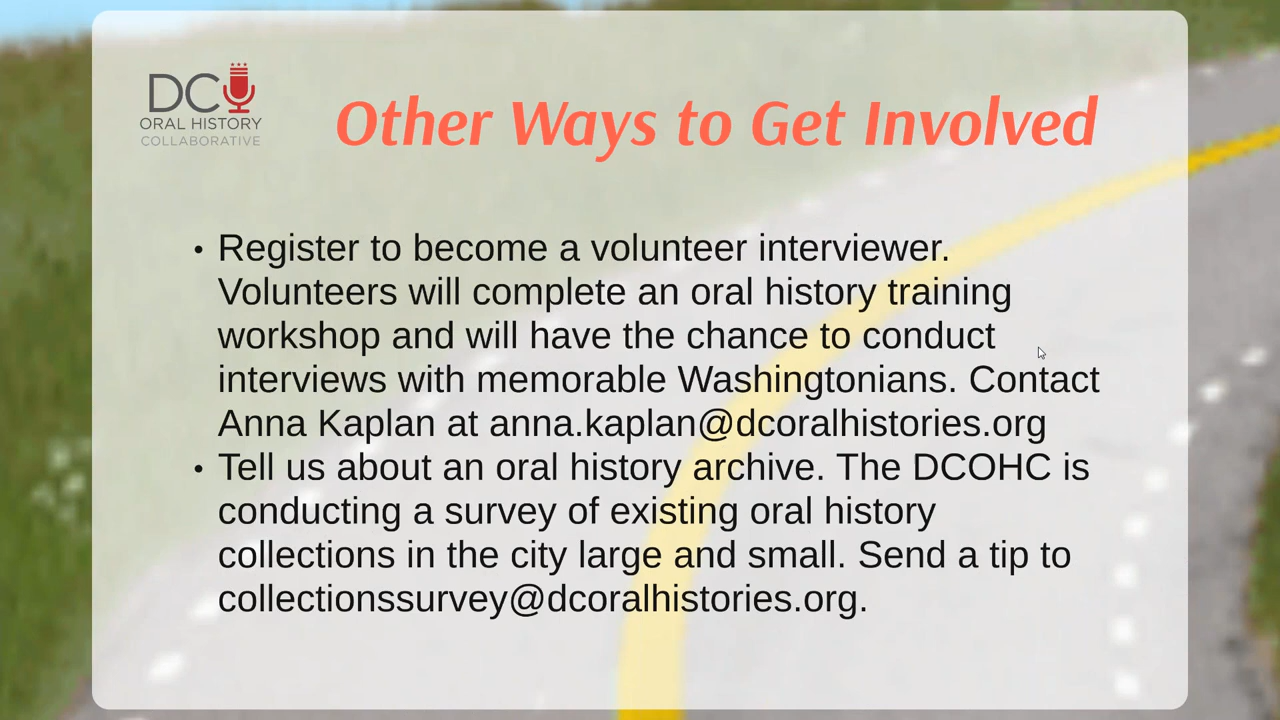 DC
ORAL HISTORY
COLLABORATIVE
Other Ways to Get Involved
• Register to become a volunteer interviewer.
Volunteers will complete an oral history training
workshop and will have the chance to conduct
interviews with memorable Washingtonians. Contact
Anna Kaplan at anna.kaplan@dcoralhistories.org
• Tell us about an oral history archive. The DCOHC is
conducting a survey of existing oral history
collections in the city large and small. Send a tip to
collectionssurvey@dcoralhistories.org.